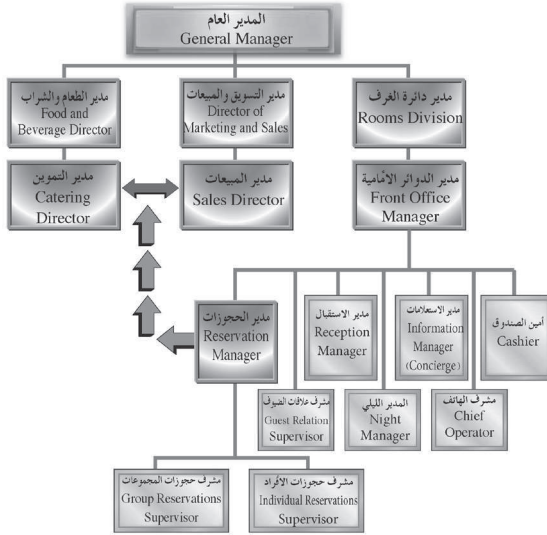 المدير العام
General Manager
مدير الطعام والشراب
Food and
Beverage Director
مدير التسويق والمبيعات
Director of
Marketing and Sales
مدير دائرة الغرف
Rooms Division
مدير التموين
Catering
Director
مدير المبيعات
Sales Director
مدير الدوائر الأمامية
Front Office
Manager
مدير الحجوزات
Reservation
Manager
مدير الاستقبال
Reception
Manager
مدير الاستعلامات
Information
Manager
(Concierge)
أمين الصندوق
Cashier
مشرف علاقات الضيوف
Guest Relation
Supervisor
المدير الليلي
Night
Manager
مشرف الهاتف
Chief
Operator
مشرف حجوزات المجموعات
Group Reservations
Supervisor
مشرف حجوزات الافراد
Individual Reservations
Supervisor